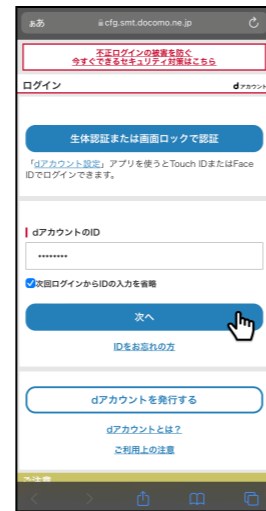 ぁあ cfg.smt.docomo.ne.jp
不正ログインの被害を防ぐ
今すぐできるセキュリティ対策はこちら
ログイン dアカウント
生体認証または画面ロックで認証
「dアカウント設定」アプリを使うとTouch IDまたはFace
IDでログインできます。
dアカウントのID
••••••••
次回ログインからIDの入力を省略
次へ
IDをお忘れの方
dアカウントを発行する
dアカウントとは？
ご利用上の注意
ご注意